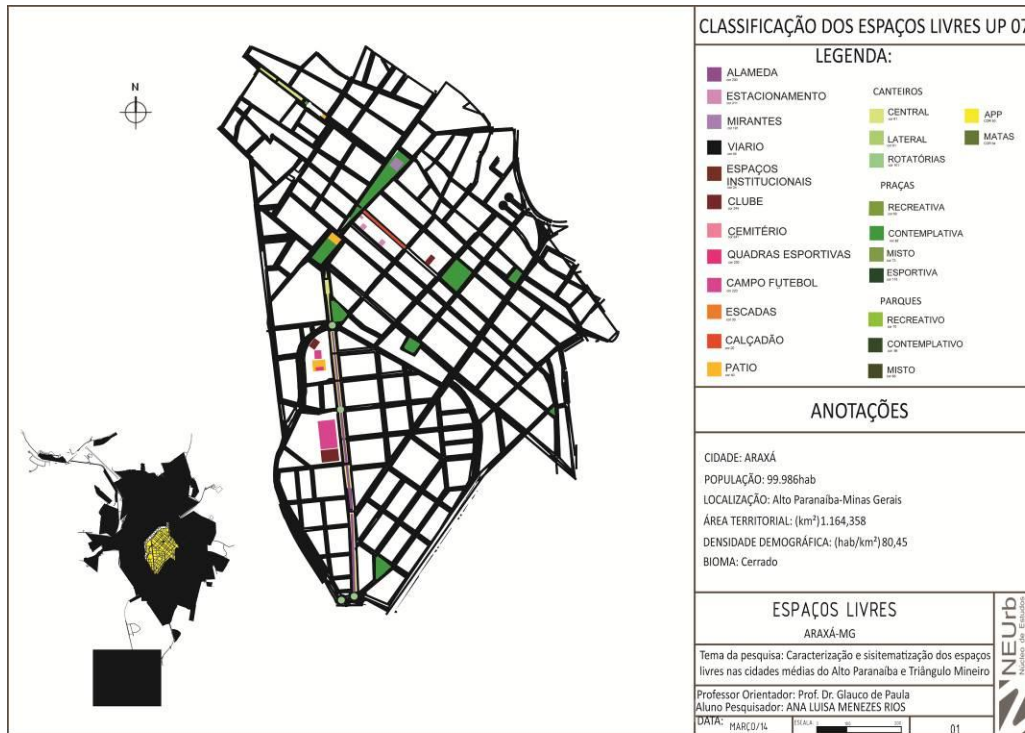 N
CLASSIFICAÇÃO DOS ESPAÇOS LIVRES UP 07
LEGENDA:
ALAMEDA
ESTACIONAMENTO
MIRANTES
VIARIO
ESPAÇOS
INSTITUCIONAIS
CLUBE
CEMITÉRIO
QUADRAS ESPORTIVAS
CAMPO FUTEBOL
ESCADAS
CALÇADÃO
PATIO
CANTEIROS
CENTRAL
LATERAL
ROTATÓRIAS
PRAÇAS
RECREATIVA
CONTEMPLATIVA
MISTO
ESPORTIVA
PARQUES
RECREATIVO
CONTEMPLATIVO
MISTO
APP
MATAS
ANOTAÇÕES
CIDADE: ARAXÁ
POPULAÇÃO: 99.986hab
LOCALIZAÇÃO: Alto Paranaíba-Minas Gerais
ÁREA TERRITORIAL: (km²)1.164,358
DENSIDADE DEMOGRÁFICA: (hab/km²) 80,45
BIOMA: Cerrado
ESPAÇOS LIVRES
ARAXÁ-MG
Tema da pesquisa: Caracterização e sisitematização dos espaços
livres nas cidades médias do Alto Paranaíba e Triângulo Mineiro
Professor Orientador: Prof. Dr. Glauco de Paula
Aluno Pesquisador: ANA LUISA MENEZES RIOS
DATA: MARÇO/14
ESCALA
01
NEUrb
Núcleo de Estudos